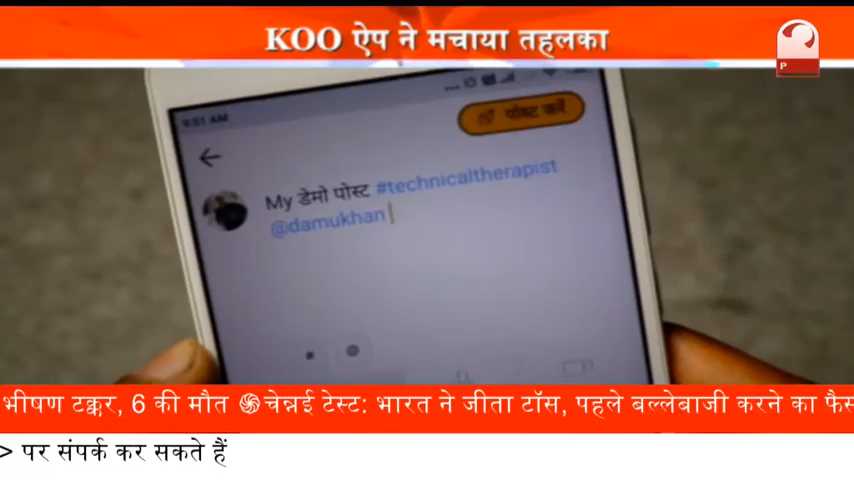 KOO ऐप ने मचाया तहलका
P
9:51 AM
पोस्ट करें
My डेमो पोस्ट #technicaltherapist
@damukhan
#
भीषण टक्कर, 6 की मौत चेन्नई टेस्ट: भारत ने जीता टॉस, पहले बल्लेबाजी करने का फैस
> पर संपर्क कर सकते हैं